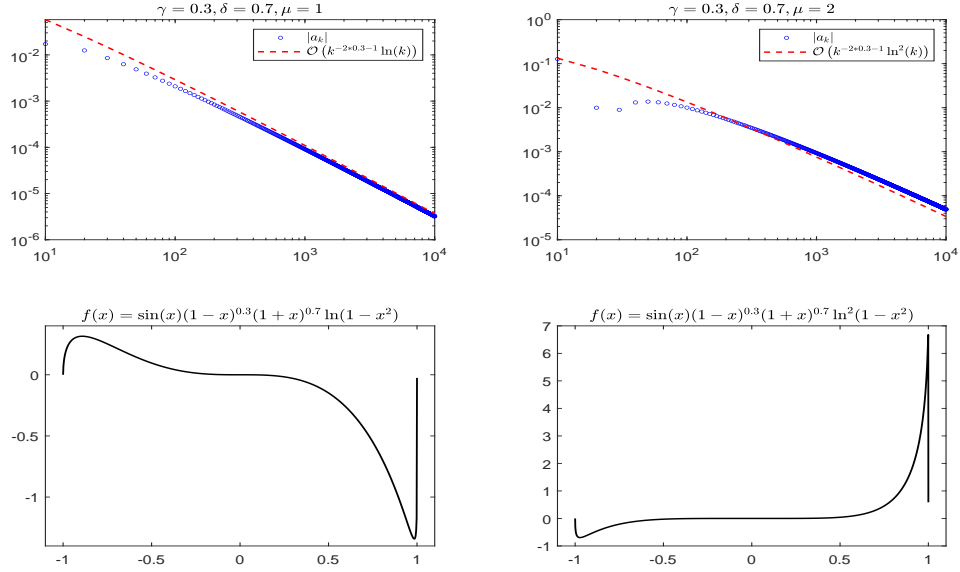 γ = 0.3, δ = 0.7, μ = 1
|a_k|
O (k^{-2*0.3-1} ln(k))
10^{-2}
10^{-3}
10^{-4}
10^{-5}
10^{-6}
10^1 10^2 10^3 10^4
γ = 0.3, δ = 0.7, μ = 2
|a_k|
O (k^{-2*0.3-1} ln^2(k))
10^0
10^{-1}
10^{-2}
10^{-3}
10^{-4}
10^{-5}
10^1 10^2 10^3 10^4
f(x) = sin(x)(1 − x)^{0.3}(1 + x)^{0.7} ln(1 − x^2)
0
-0.5
-1
-1 -0.5 0 0.5 1
f(x) = sin(x)(1 − x)^{0.3}(1 + x)^{0.7} ln^2(1 − x^2)
7
6
5
4
3
2
1
0
-1
-1 -0.5 0 0.5 1